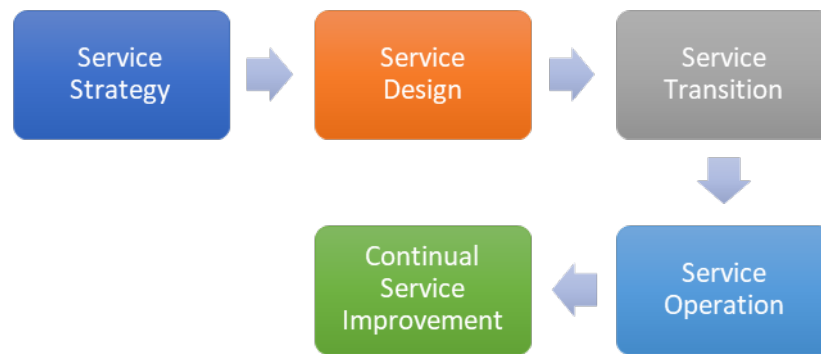 Service
Strategy
Service
Design
Service
Transition
Service
Operation
Continual
Service
Improvement